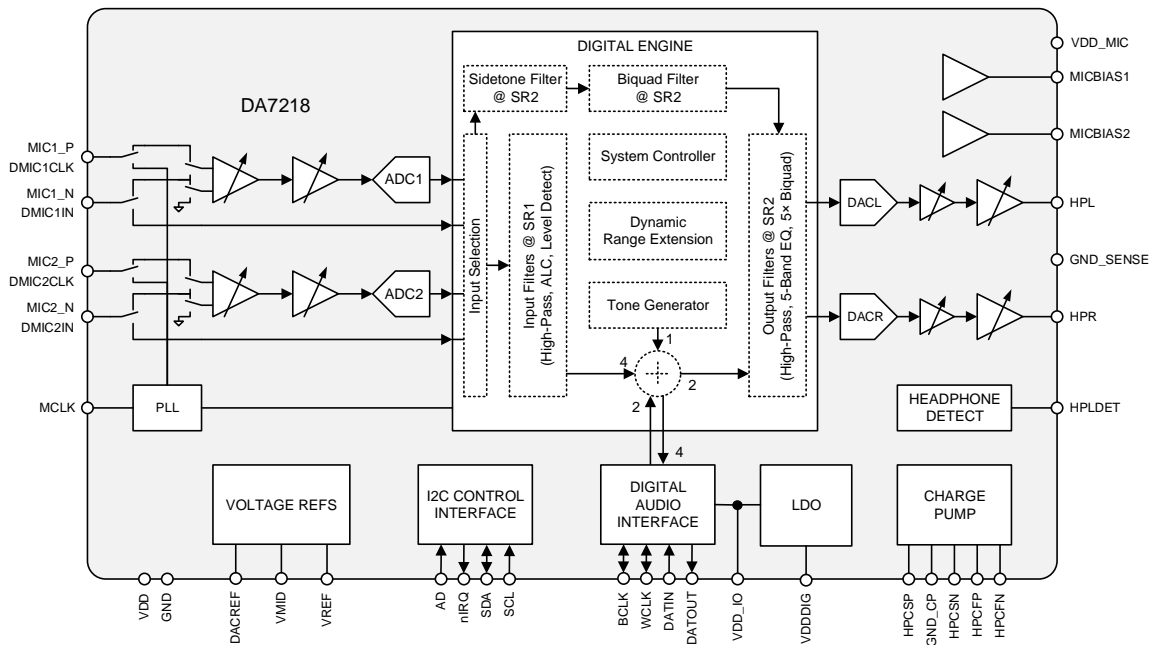 DIGITAL ENGINE
VDD_MIC
MICBIAS1
MICBIAS2
DA7218
Sidetone Filter
@ SR2
Biquad Filter
@ SR2
MIC1_P
DMIC1CLK
MIC1_N
DMIC1IN
MIC2_P
DMIC2CLK
MIC2_N
DMIC2IN
MCLK
ADC1
ADC2
PLL
Input Selection
Input Filters @ SR1
(High-Pass, ALC, Level Detect)
System Controller
Dynamic
Range Extension
Tone Generator
1
4
2
2
4
Output Filters @ SR2
(High-Pass, 5-Band EQ, 5× Biquad)
DACL
DACR
HPL
GND_SENSE
HPR
HEADPHONE
DETECT
HPLDET
VOLTAGE REFS
I2C CONTROL
INTERFACE
DIGITAL
AUDIO
INTERFACE
LDO
CHARGE
PUMP
VDD
GND
DACREF
VMID
VREF
AD
nIRQ
SDA
SCL
BCLK
WCLK
DATIN
DATOUT
VDD_IO
VDDDIG
HPCSP
GND_CP
HPCSN
HPCFP
HPCFN